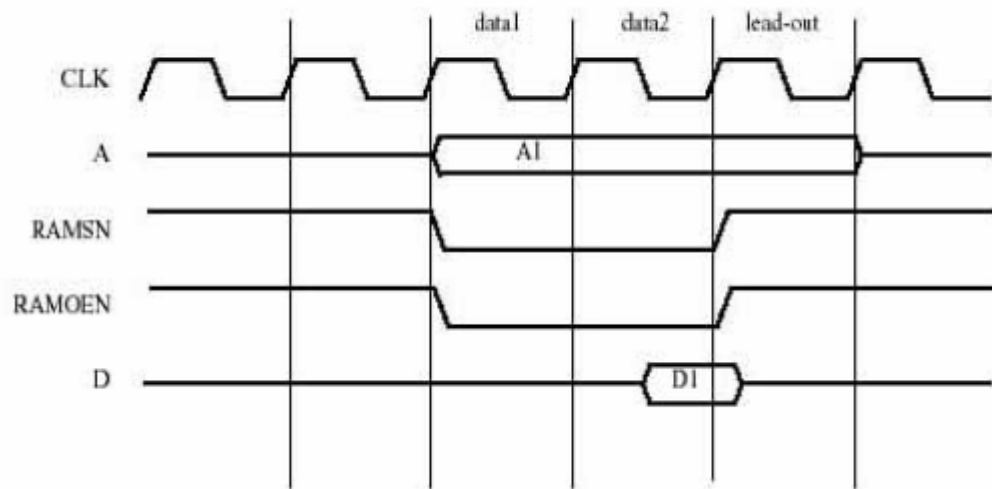 data1 data2 lead-out
CLK
A A1
RAMSN
RAMOEN
D D1